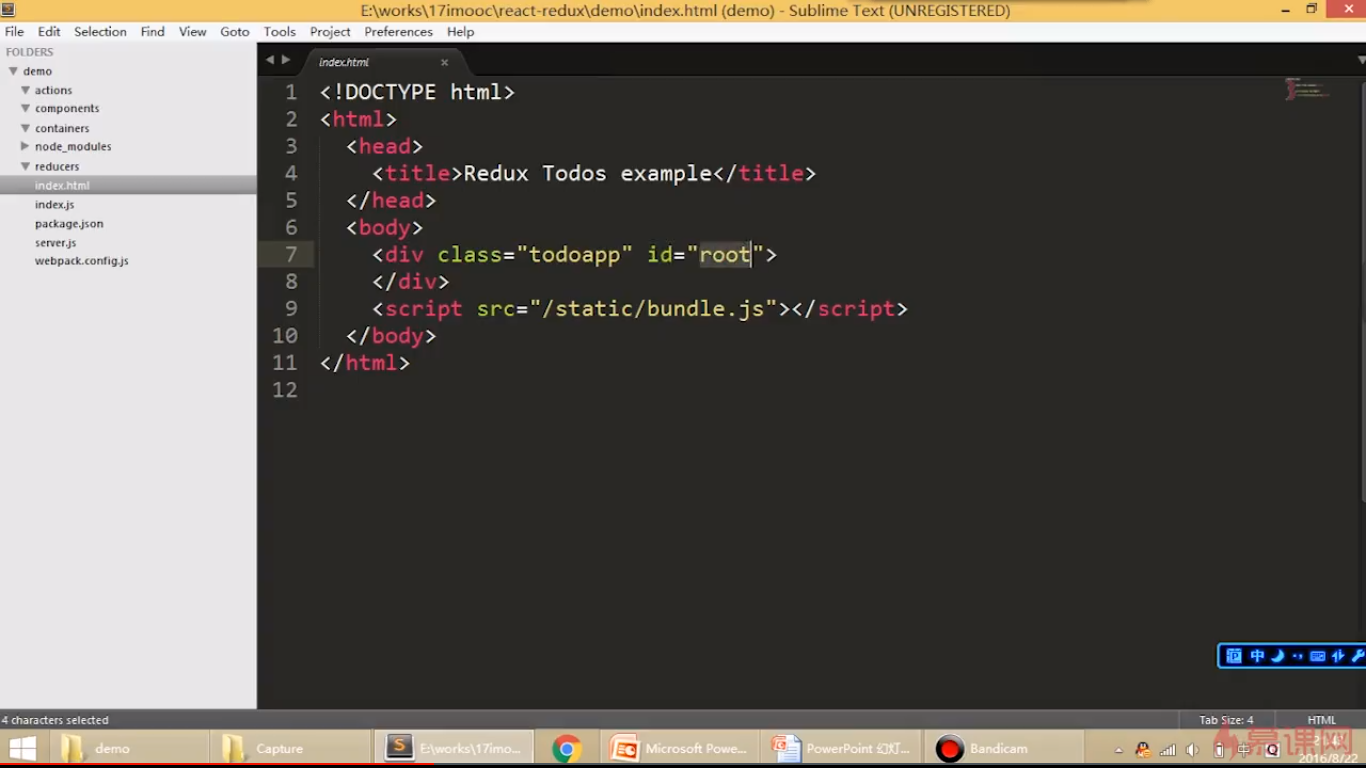 E:\works\17imooc\react-redux\demo\index.html (demo) - Sublime Text (UNREGISTERED)
File Edit Selection Find View Goto Tools Project Preferences Help
FOLDERS
demo
actions
components
containers
node_modules
reducers
index.html
index.js
package.json
server.js
webpack.config.js
index.html
1 <!DOCTYPE html>
2 <html>
3 <head>
4 <title>Redux Todos example</title>
5 </head>
6 <body>
7 <div class="todoapp" id="root">
8 </div>
9 <script src="/static/bundle.js"></script>
10 </body>
11 </html>
12
中
4 characters selected
Tab Size: 4
HTML
demo
Capture
E:\works\17imo...
Microsoft Powe...
PowerPoint 幻灯...
Bandicam
中
慕课网
2016/8/22